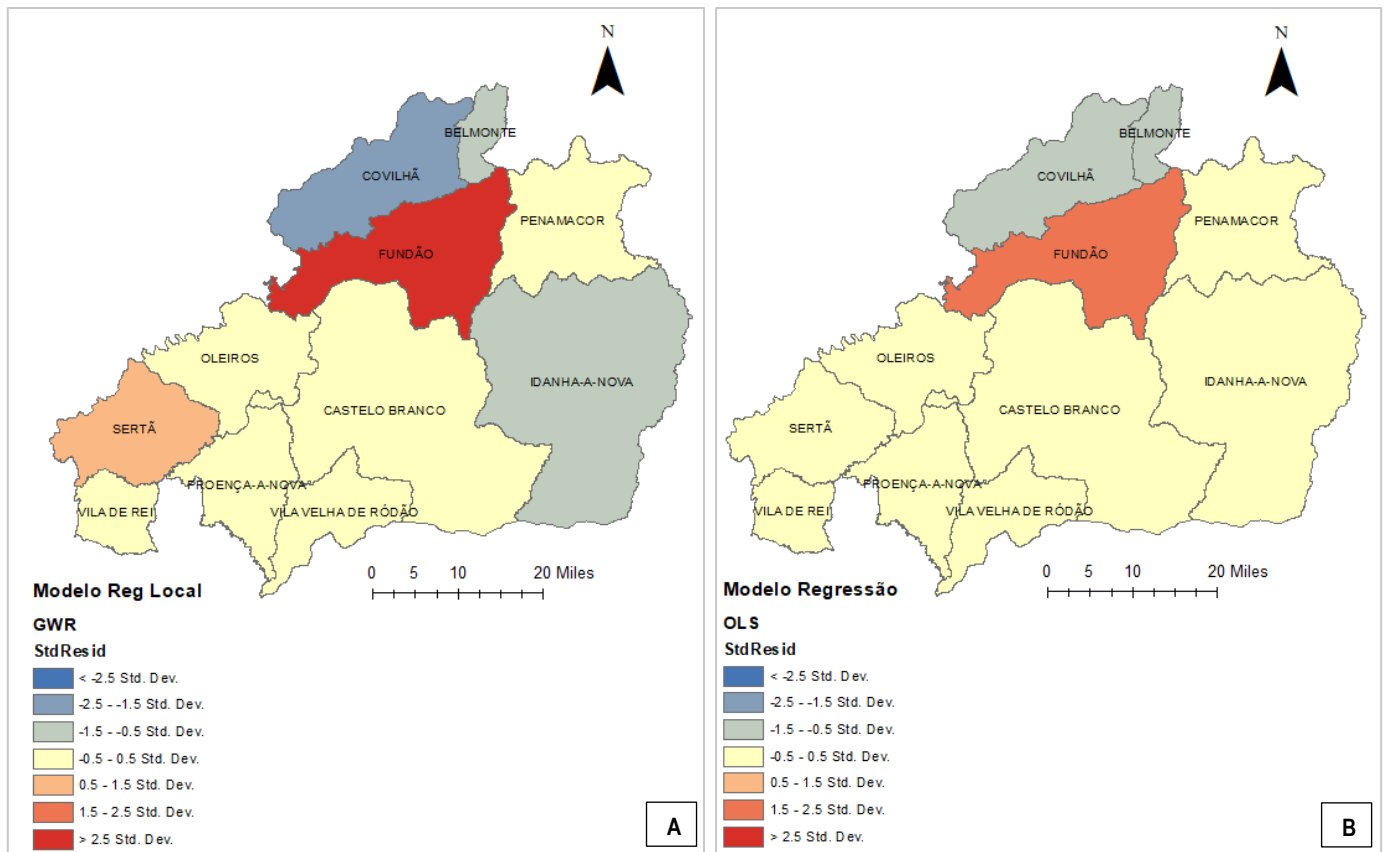 N
BELMONTE
COVILHÃ
PENAMACOR
FUNDÃO
OLEIROS
IDANHA-A-NOVA
CASTELO BRANCO
SERTÃ
PROENÇA-A-NOVA
VILA DE REI
VILA VELHA DE RÓDÃO
0 5 10 20 Miles
Modelo Reg Local
GWR
StdResid
< -2.5 Std. Dev.
-2.5 - -1.5 Std. Dev.
-1.5 - -0.5 Std. Dev.
-0.5 - 0.5 Std. Dev.
0.5 - 1.5 Std. Dev.
1.5 - 2.5 Std. Dev.
> 2.5 Std. Dev.
A
N
BELMONTE
COVILHÃ
PENAMACOR
FUNDÃO
OLEIROS
IDANHA-A-NOVA
CASTELO BRANCO
SERTÃ
PROENÇA-A-NOVA
VILA DE REI
VILA VELHA DE RÓDÃO
0 5 10 20 Miles
Modelo Regressão
OLS
StdResid
< -2.5 Std. Dev.
-2.5 - -1.5 Std. Dev.
-1.5 - -0.5 Std. Dev.
-0.5 - 0.5 Std. Dev.
0.5 - 1.5 Std. Dev.
1.5 - 2.5 Std. Dev.
> 2.5 Std. Dev.
B